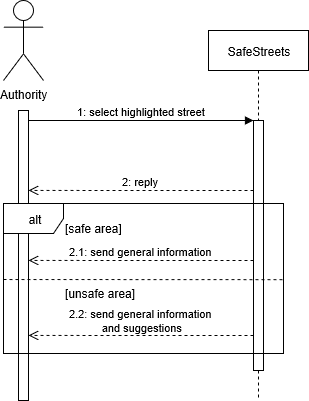 SafeStreets
Authority
1: select highlighted street
2: reply
alt
[safe area]
2.1: send general information
[unsafe area]
2.2: send general information
and suggestions